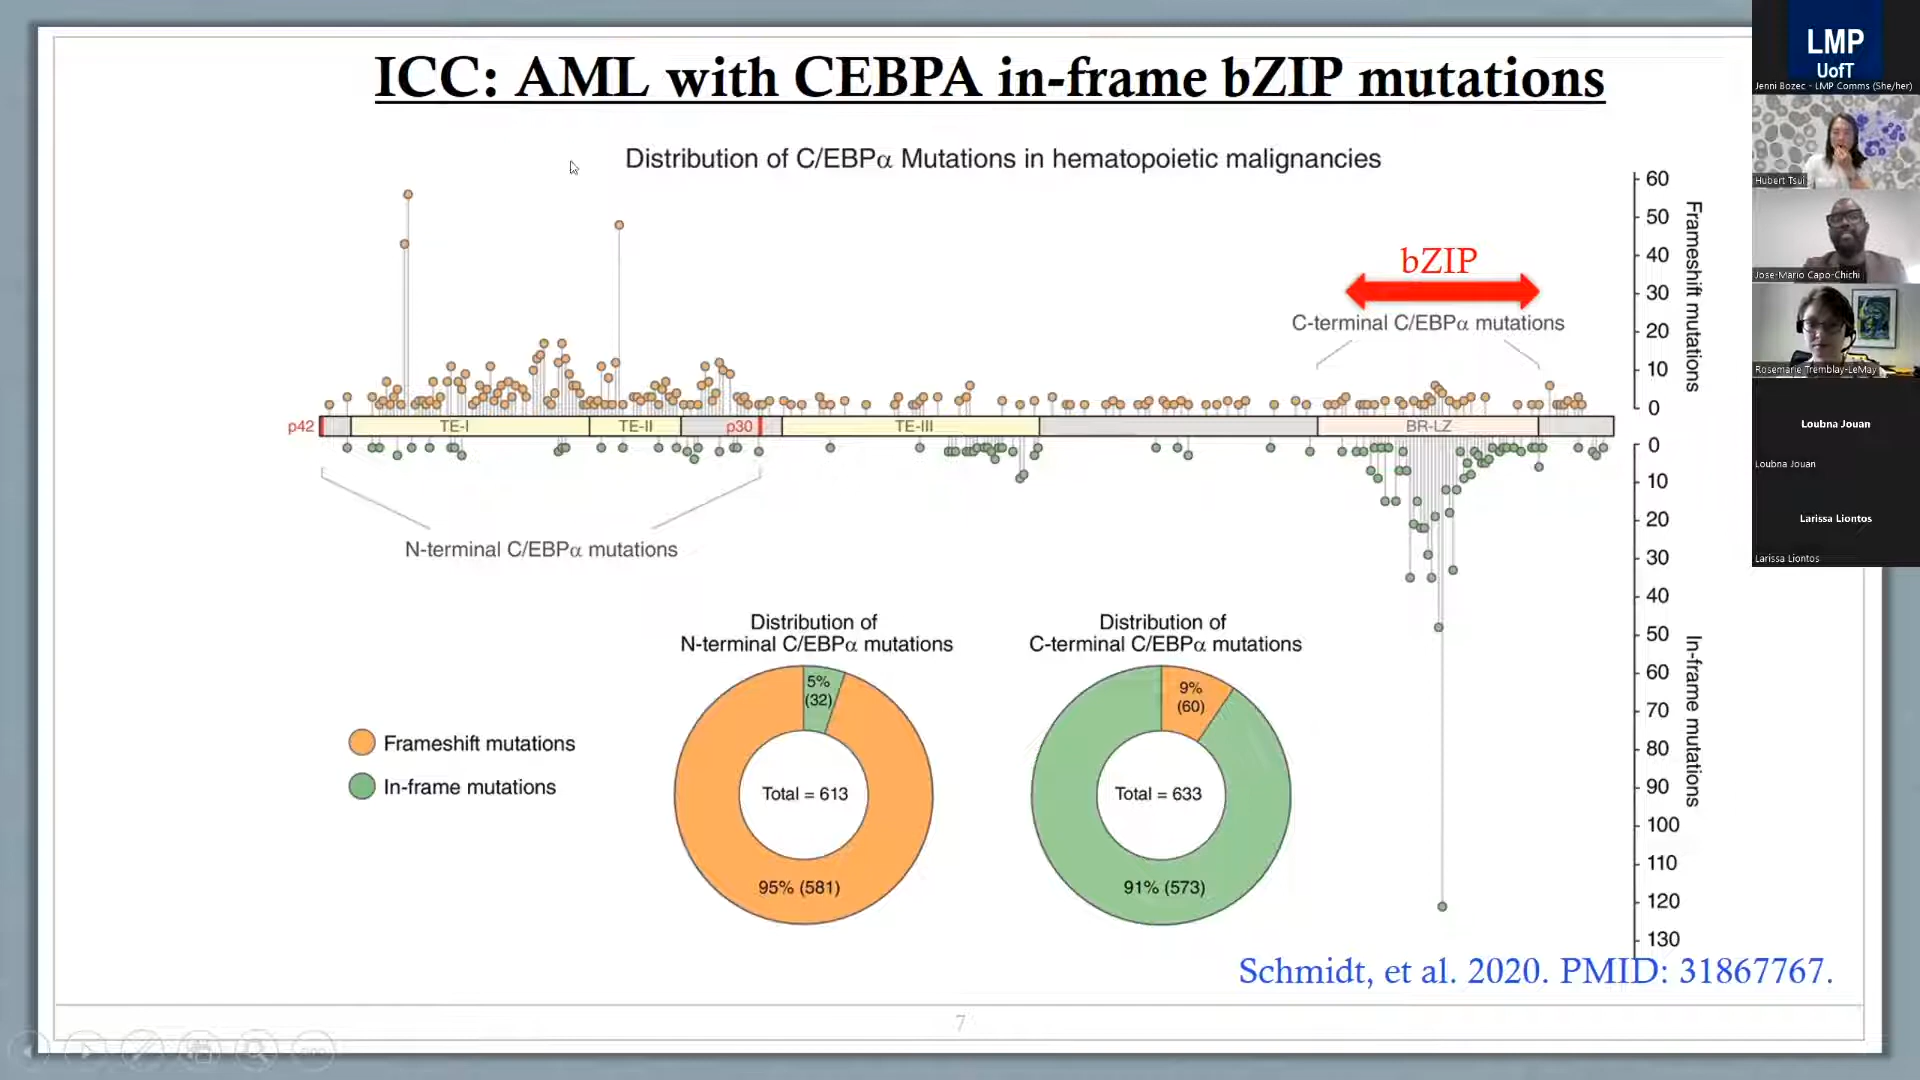 ICC: AML with CEBPA in-frame bZIP mutations
Distribution of C/EBPα Mutations in hematopoietic malignancies
60
50
40
30
20
10
0
Frameshift mutations
bZIP
C-terminal C/EBPα mutations
p42
TE-I
TE-II
p30
TE-III
BR-LZ
0
10
20
30
40
50
60
70
80
90
100
110
120
130
In-frame mutations
N-terminal C/EBPα mutations
Distribution of
N-terminal C/EBPα mutations
5%
(32)
Total = 613
95% (581)
Distribution of
C-terminal C/EBPα mutations
9%
(60)
Total = 633
91% (573)
Frameshift mutations
In-frame mutations
Schmidt, et al. 2020. PMID: 31867767.
7
LMP
UofT
Jenni Bozec - LMP Comms (She/her)
Hubert Tsui
Jose-Mario Capo-Chichi
Rosemarie Tremblay-LeMay
Loubna Jouan
Loubna Jouan
Larissa Liontos
Larissa Liontos